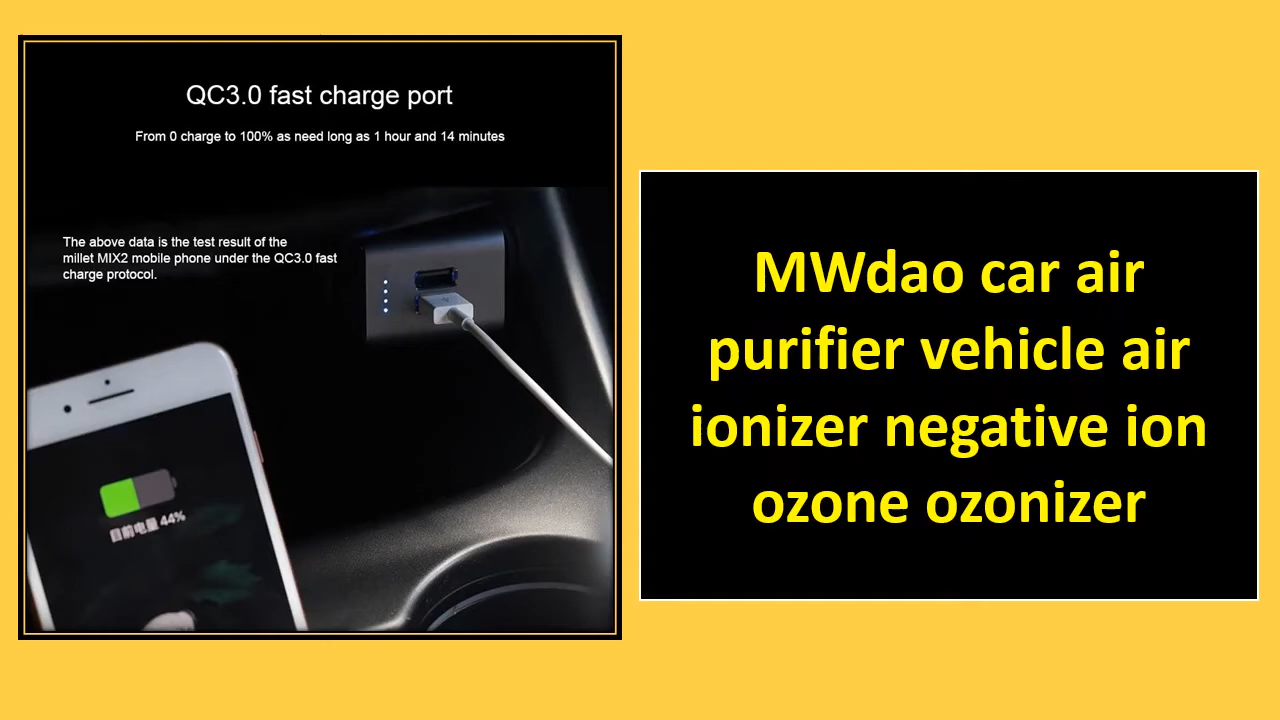 QC3.0 fast charge port
From 0 charge to 100% as need long as 1 hour and 14 minutes
The above data is the test result of the
millet MIX2 mobile phone under the QC3.0 fast
charge protocol.
目前电量 44%
MWdao car air
purifier vehicle air
ionizer negative ion
ozone ozonizer